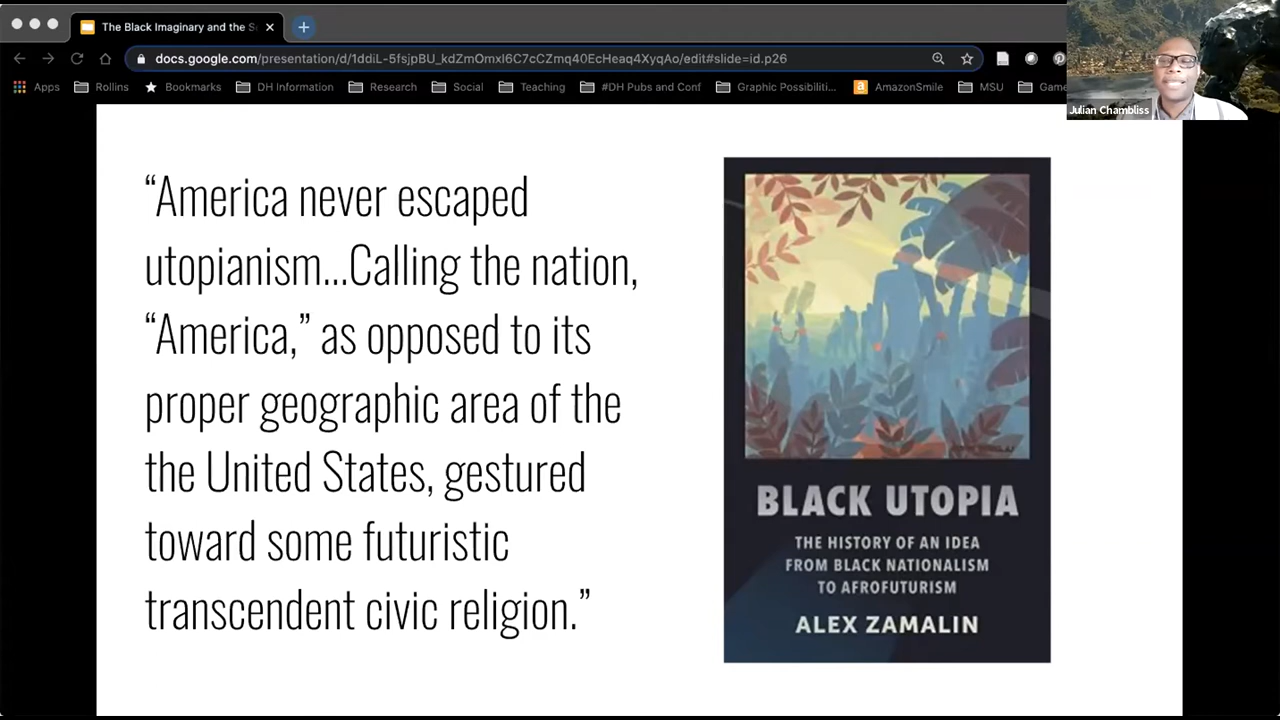 The Black Imaginary and the S
docs.google.com/presentation/d/1ddiL-5fsjpBU_kdZmOmxI6C7cCZmq40EcHeaq4XyqAo/edit#slide=id.p26
Apps Rollins Bookmarks DH Information Research Social Teaching #DH Pubs and Conf Graphic Possibiliti... AmazonSmile MSU Game
Julian Chambliss
“America never escaped
utopianism...Calling the nation,
“America,” as opposed to its
proper geographic area of the
the United States, gestured
toward some futuristic
transcendent civic religion.”
BLACK UTOPIA
THE HISTORY OF AN IDEA
FROM BLACK NATIONALISM
TO AFROFUTURISM
ALEX ZAMALIN